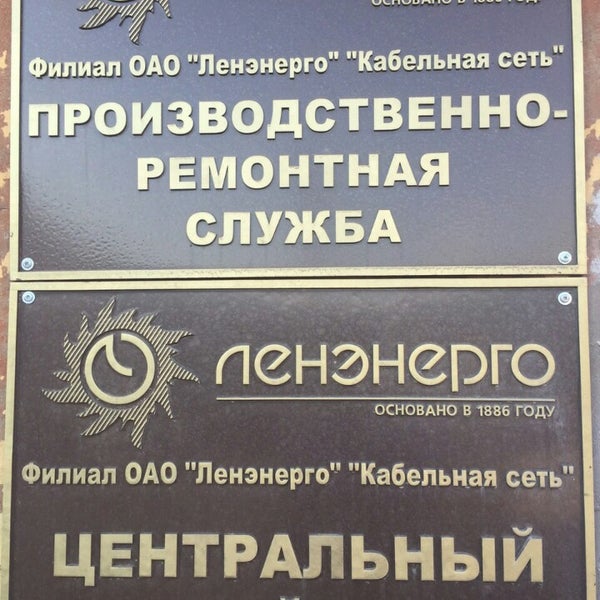 ОСНОВАНО В 1886 ГОДУ
Филиал ОАО "Ленэнерго" "Кабельная сеть"
ПРОИЗВОДСТВЕННО-
РЕМОНТНАЯ
СЛУЖБА
ленэнерго
ОСНОВАНО В 1886 ГОДУ
Филиал ОАО "Ленэнерго" "Кабельная сеть"
ЦЕНТРАЛЬНЫЙ